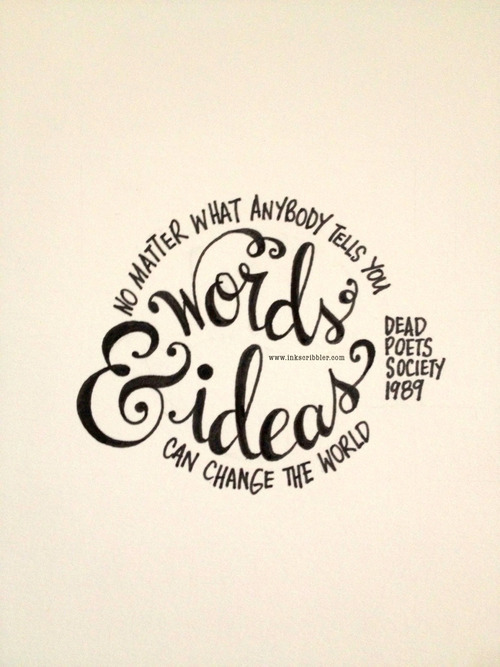 NO MATTER WHAT ANYBODY TELLS YOU
words
& ideas
CAN CHANGE THE WORLD
DEAD
POETS
SOCIETY
1989
www.inkscribbler.com